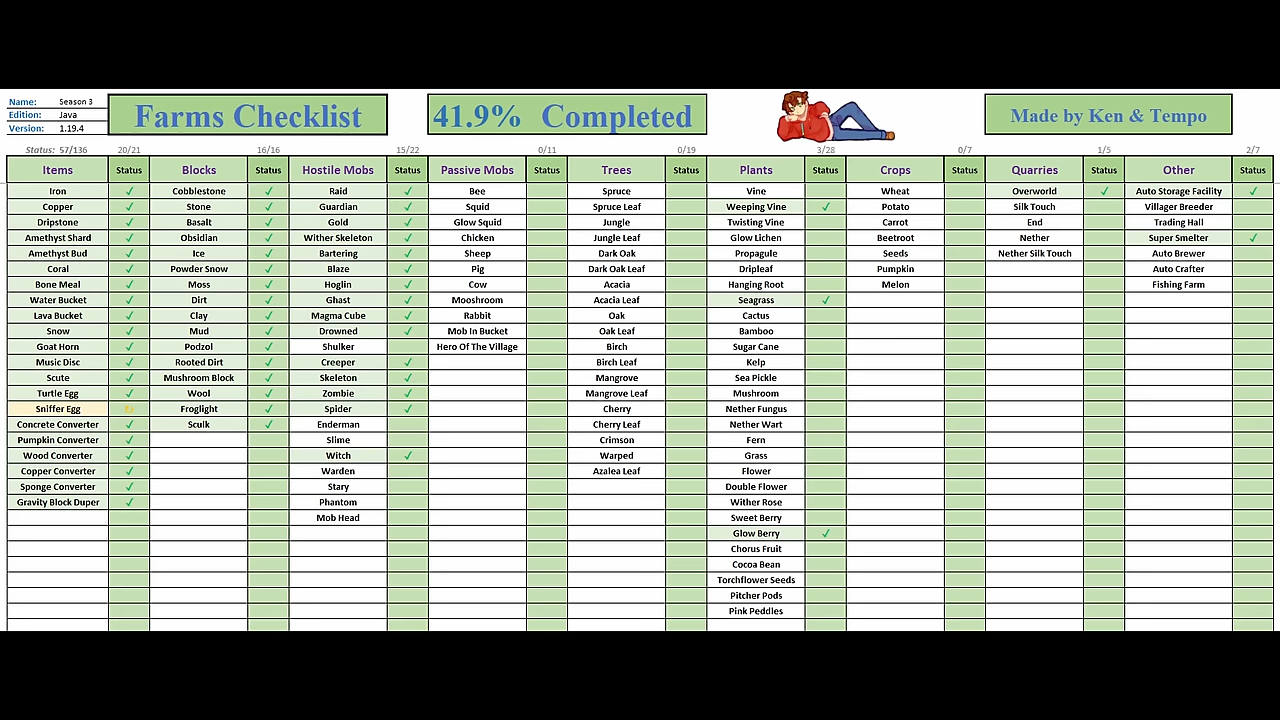 Name: Season 3
Edition: Java
Version: 1.19.4
Farms Checklist
41.9% Completed
Made by Ken & Tempo
Status: 57/136 20/21 16/16 15/22 0/11 0/19 3/28 0/7 1/5 2/7
Items Status Blocks Status Hostile Mobs Status Passive Mobs Status Trees Status Plants Status Crops Status Quarries Status Other Status
Iron ✓ Cobblestone ✓ Raid ✓ Bee Spruce Vine Wheat Overworld ✓ Auto Storage Facility ✓
Copper ✓ Stone ✓ Guardian ✓ Squid Spruce Leaf Weeping Vine ✓ Potato Silk Touch Villager Breeder
Dripstone ✓ Basalt ✓ Gold ✓ Glow Squid Jungle Twisting Vine Carrot End Trading Hall
Amethyst Shard ✓ Obsidian ✓ Wither Skeleton ✓ Chicken Jungle Leaf Glow Lichen Beetroot Nether Super Smelter ✓
Amethyst Bud ✓ Ice ✓ Bartering ✓ Sheep Dark Oak Propagule Seeds Nether Silk Touch Auto Brewer
Coral ✓ Powder Snow ✓ Blaze ✓ Pig Dark Oak Leaf Dripleaf Pumpkin Auto Crafter
Bone Meal ✓ Moss ✓ Hoglin ✓ Cow Acacia Hanging Root Melon Fishing Farm
Water Bucket ✓ Dirt ✓ Ghast ✓ Mooshroom Acacia Leaf Seagrass ✓
Lava Bucket ✓ Clay ✓ Magma Cube ✓ Rabbit Oak Cactus
Snow ✓ Mud ✓ Drowned ✓ Mob In Bucket Oak Leaf Bamboo
Goat Horn ✓ Podzol ✓ Shulker Hero Of The Village Birch Sugar Cane
Music Disc ✓ Rooted Dirt ✓ Creeper ✓ Birch Leaf Kelp
Scute ✓ Mushroom Block ✓ Skeleton ✓ Mangrove Sea Pickle
Turtle Egg ✓ Wool ✓ Zombie ✓ Mangrove Leaf Mushroom
Sniffer Egg Froglight ✓ Spider ✓ Cherry Nether Fungus
Concrete Converter ✓ Sculk ✓ Enderman Cherry Leaf Nether Wart
Pumpkin Converter ✓ Slime Crimson Fern
Wood Converter ✓ Witch ✓ Warped Grass
Copper Converter ✓ Warden Azalea Leaf Flower
Sponge Converter ✓ Stary Double Flower
Gravity Block Duper ✓ Phantom Wither Rose
Mob Head Sweet Berry
Glow Berry ✓
Chorus Fruit
Cocoa Bean
Torchflower Seeds
Pitcher Pods
Pink Peddles